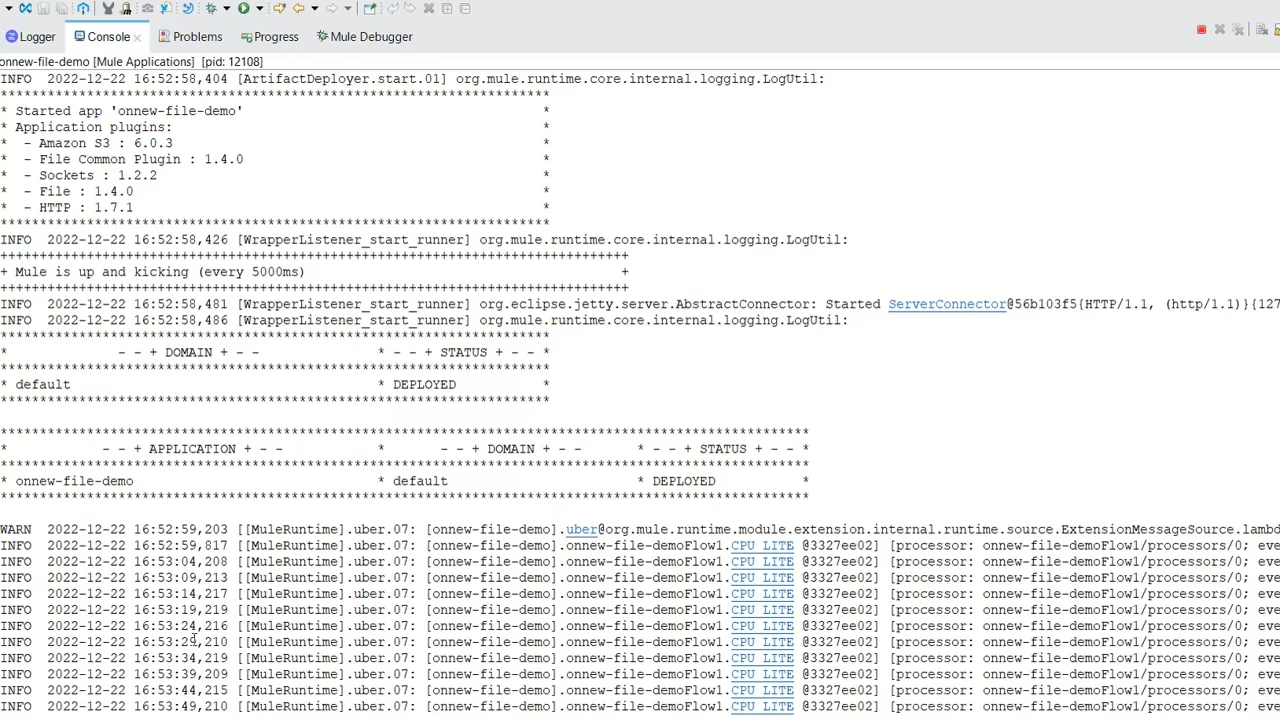 Logger Console Problems Progress Mule Debugger
onnew-file-demo [Mule Applications] [pid: 12108]
INFO 2022-12-22 16:52:58,404 [ArtifactDeployer.start.01] org.mule.runtime.core.internal.logging.LogUtil:
**********************************************************************
* Started app 'onnew-file-demo' *
* Application plugins: *
* - Amazon S3 : 6.0.3 *
* - File Common Plugin : 1.4.0 *
* - Sockets : 1.2.2 *
* - File : 1.4.0 *
* - HTTP : 1.7.1 *
**********************************************************************
INFO 2022-12-22 16:52:58,426 [WrapperListener_start_runner] org.mule.runtime.core.internal.logging.LogUtil:
++++++++++++++++++++++++++++++++++++++++++++++++++++++++++++++++++++++++++++++++
+ Mule is up and kicking (every 5000ms) +
++++++++++++++++++++++++++++++++++++++++++++++++++++++++++++++++++++++++++++++++
INFO 2022-12-22 16:52:58,481 [WrapperListener_start_runner] org.eclipse.jetty.server.AbstractConnector: Started ServerConnector@56b103f5{HTTP/1.1, (http/1.1)}{127
INFO 2022-12-22 16:52:58,486 [WrapperListener_start_runner] org.mule.runtime.core.internal.logging.LogUtil:
**********************************************************************
* - - + DOMAIN + - - * - - + STATUS + - - *
**********************************************************************
* default * DEPLOYED *
**********************************************************************
*******************************************************************************************************
* - - + APPLICATION + - - * - - + DOMAIN + - - * - - + STATUS + - - *
*******************************************************************************************************
* onnew-file-demo * default * DEPLOYED *
*******************************************************************************************************
WARN 2022-12-22 16:52:59,203 [[MuleRuntime].uber.07: [onnew-file-demo].uber@org.mule.runtime.module.extension.internal.runtime.source.ExtensionMessageSource.lambd
INFO 2022-12-22 16:52:59,817 [[MuleRuntime].uber.07: [onnew-file-demo].onnew-file-demoFlow1.CPU_LITE @3327ee02] [processor: onnew-file-demoFlow1/processors/0; eve
INFO 2022-12-22 16:53:04,208 [[MuleRuntime].uber.07: [onnew-file-demo].onnew-file-demoFlow1.CPU_LITE @3327ee02] [processor: onnew-file-demoFlow1/processors/0; eve
INFO 2022-12-22 16:53:09,213 [[MuleRuntime].uber.07: [onnew-file-demo].onnew-file-demoFlow1.CPU_LITE @3327ee02] [processor: onnew-file-demoFlow1/processors/0; eve
INFO 2022-12-22 16:53:14,217 [[MuleRuntime].uber.07: [onnew-file-demo].onnew-file-demoFlow1.CPU_LITE @3327ee02] [processor: onnew-file-demoFlow1/processors/0; eve
INFO 2022-12-22 16:53:19,219 [[MuleRuntime].uber.07: [onnew-file-demo].onnew-file-demoFlow1.CPU_LITE @3327ee02] [processor: onnew-file-demoFlow1/processors/0; eve
INFO 2022-12-22 16:53:24,216 [[MuleRuntime].uber.07: [onnew-file-demo].onnew-file-demoFlow1.CPU_LITE @3327ee02] [processor: onnew-file-demoFlow1/processors/0; eve
INFO 2022-12-22 16:53:29,210 [[MuleRuntime].uber.07: [onnew-file-demo].onnew-file-demoFlow1.CPU_LITE @3327ee02] [processor: onnew-file-demoFlow1/processors/0; eve
INFO 2022-12-22 16:53:34,219 [[MuleRuntime].uber.07: [onnew-file-demo].onnew-file-demoFlow1.CPU_LITE @3327ee02] [processor: onnew-file-demoFlow1/processors/0; eve
INFO 2022-12-22 16:53:39,209 [[MuleRuntime].uber.07: [onnew-file-demo].onnew-file-demoFlow1.CPU_LITE @3327ee02] [processor: onnew-file-demoFlow1/processors/0; eve
INFO 2022-12-22 16:53:44,215 [[MuleRuntime].uber.07: [onnew-file-demo].onnew-file-demoFlow1.CPU_LITE @3327ee02] [processor: onnew-file-demoFlow1/processors/0; eve
INFO 2022-12-22 16:53:49,210 [[MuleRuntime].uber.07: [onnew-file-demo].onnew-file-demoFlow1.CPU_LITE @3327ee02] [processor: onnew-file-demoFlow1/processors/0; eve